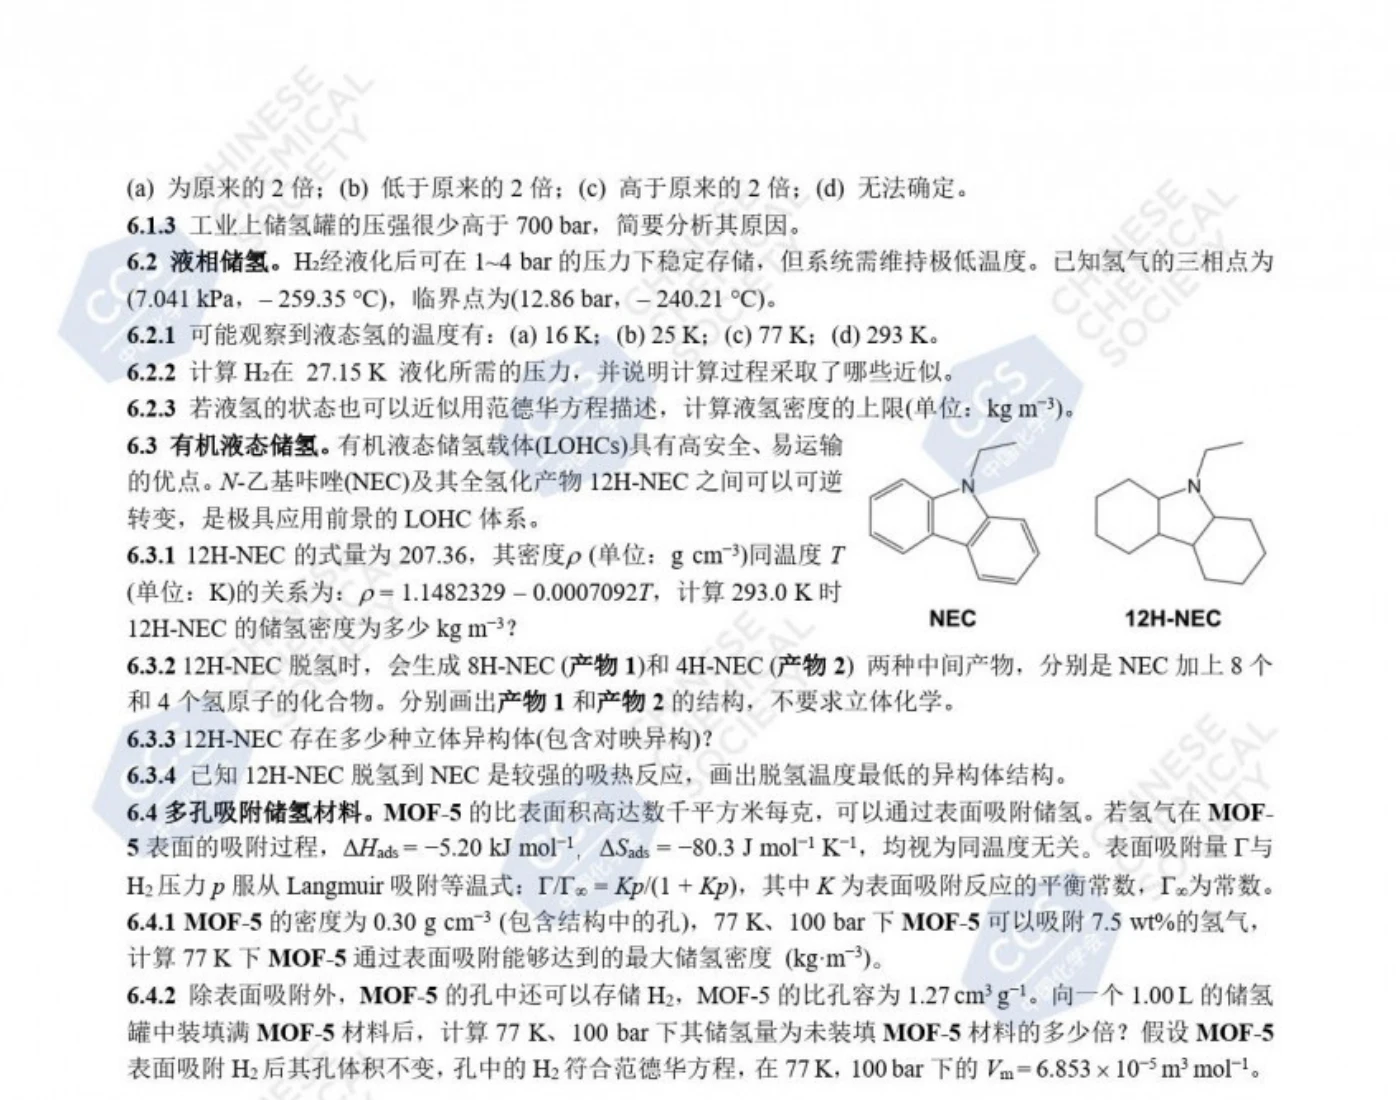 (a) 为原来的 2 倍；(b) 低于原来的 2 倍；(c) 高于原来的 2 倍；(d) 无法确定。
6.1.3 工业上储氢罐的压强很少高于 700 bar，简要分析其原因。
6.2 液相储氢。H₂经液化后可在 1~4 bar 的压力下稳定存储，但系统需维持极低温度。已知氢气的三相点为
(7.041 kPa，– 259.35 °C)，临界点为(12.86 bar，– 240.21 °C)。
6.2.1 可能观察到液态氢的温度有：(a) 16 K；(b) 25 K；(c) 77 K；(d) 293 K。
6.2.2 计算 H₂在 27.15 K 液化所需的压力，并说明计算过程采取了哪些近似。
6.2.3 若液氢的状态也可以近似用范德华方程描述，计算液氢密度的上限(单位：kg m⁻³)。
6.3 有机液态储氢。有机液态储氢载体(LOHCs)具有高安全、易运输
的优点。N-乙基咔唑(NEC)及其全氢化产物 12H-NEC 之间可以可逆
转变，是极具应用前景的 LOHC 体系。
6.3.1 12H-NEC 的式量为 207.36，其密度ρ (单位：g cm⁻³)同温度 T
(单位：K)的关系为：ρ = 1.1482329 – 0.0007092T，计算 293.0 K 时
12H-NEC 的储氢密度为多少 kg m⁻³？
N
N
NEC
12H-NEC
6.3.2 12H-NEC 脱氢时，会生成 8H-NEC (产物 1)和 4H-NEC (产物 2) 两种中间产物，分别是 NEC 加上 8 个
和 4 个氢原子的化合物。分别画出产物 1 和产物 2 的结构，不要求立体化学。
6.3.3 12H-NEC 存在多少种立体异构体(包含对映异构)？
6.3.4 已知 12H-NEC 脱氢到 NEC 是较强的吸热反应，画出脱氢温度最低的异构体结构。
6.4 多孔吸附储氢材料。MOF-5 的比表面积高达数千平方米每克，可以通过表面吸附储氢。若氢气在 MOF-
5 表面的吸附过程，ΔHads = −5.20 kJ mol⁻¹，ΔSads = −80.3 J mol⁻¹ K⁻¹，均视为同温度无关。表面吸附量 Γ与
H₂ 压力 p 服从 Langmuir 吸附等温式：Γ/Γ∞ = Kp/(1 + Kp)，其中 K 为表面吸附反应的平衡常数，Γ∞为常数。
6.4.1 MOF-5 的密度为 0.30 g cm⁻³ (包含结构中的孔)，77 K、100 bar 下 MOF-5 可以吸附 7.5 wt%的氢气，
计算 77 K 下 MOF-5 通过表面吸附能够达到的最大储氢密度 (kg·m⁻³)。
6.4.2 除表面吸附外，MOF-5 的孔中还可以存储 H₂，MOF-5 的比孔容为 1.27 cm³ g⁻¹。向一个 1.00 L 的储氢
罐中装填满 MOF-5 材料后，计算 77 K、100 bar 下其储氢量为未装填 MOF-5 材料的多少倍？假设 MOF-5
表面吸附 H₂ 后其孔体积不变，孔中的 H₂ 符合范德华方程，在 77 K，100 bar 下的 Vm = 6.853 × 10⁻⁵ m³ mol⁻¹。
CHINESE
CHEMICAL
SOCIETY
CCS